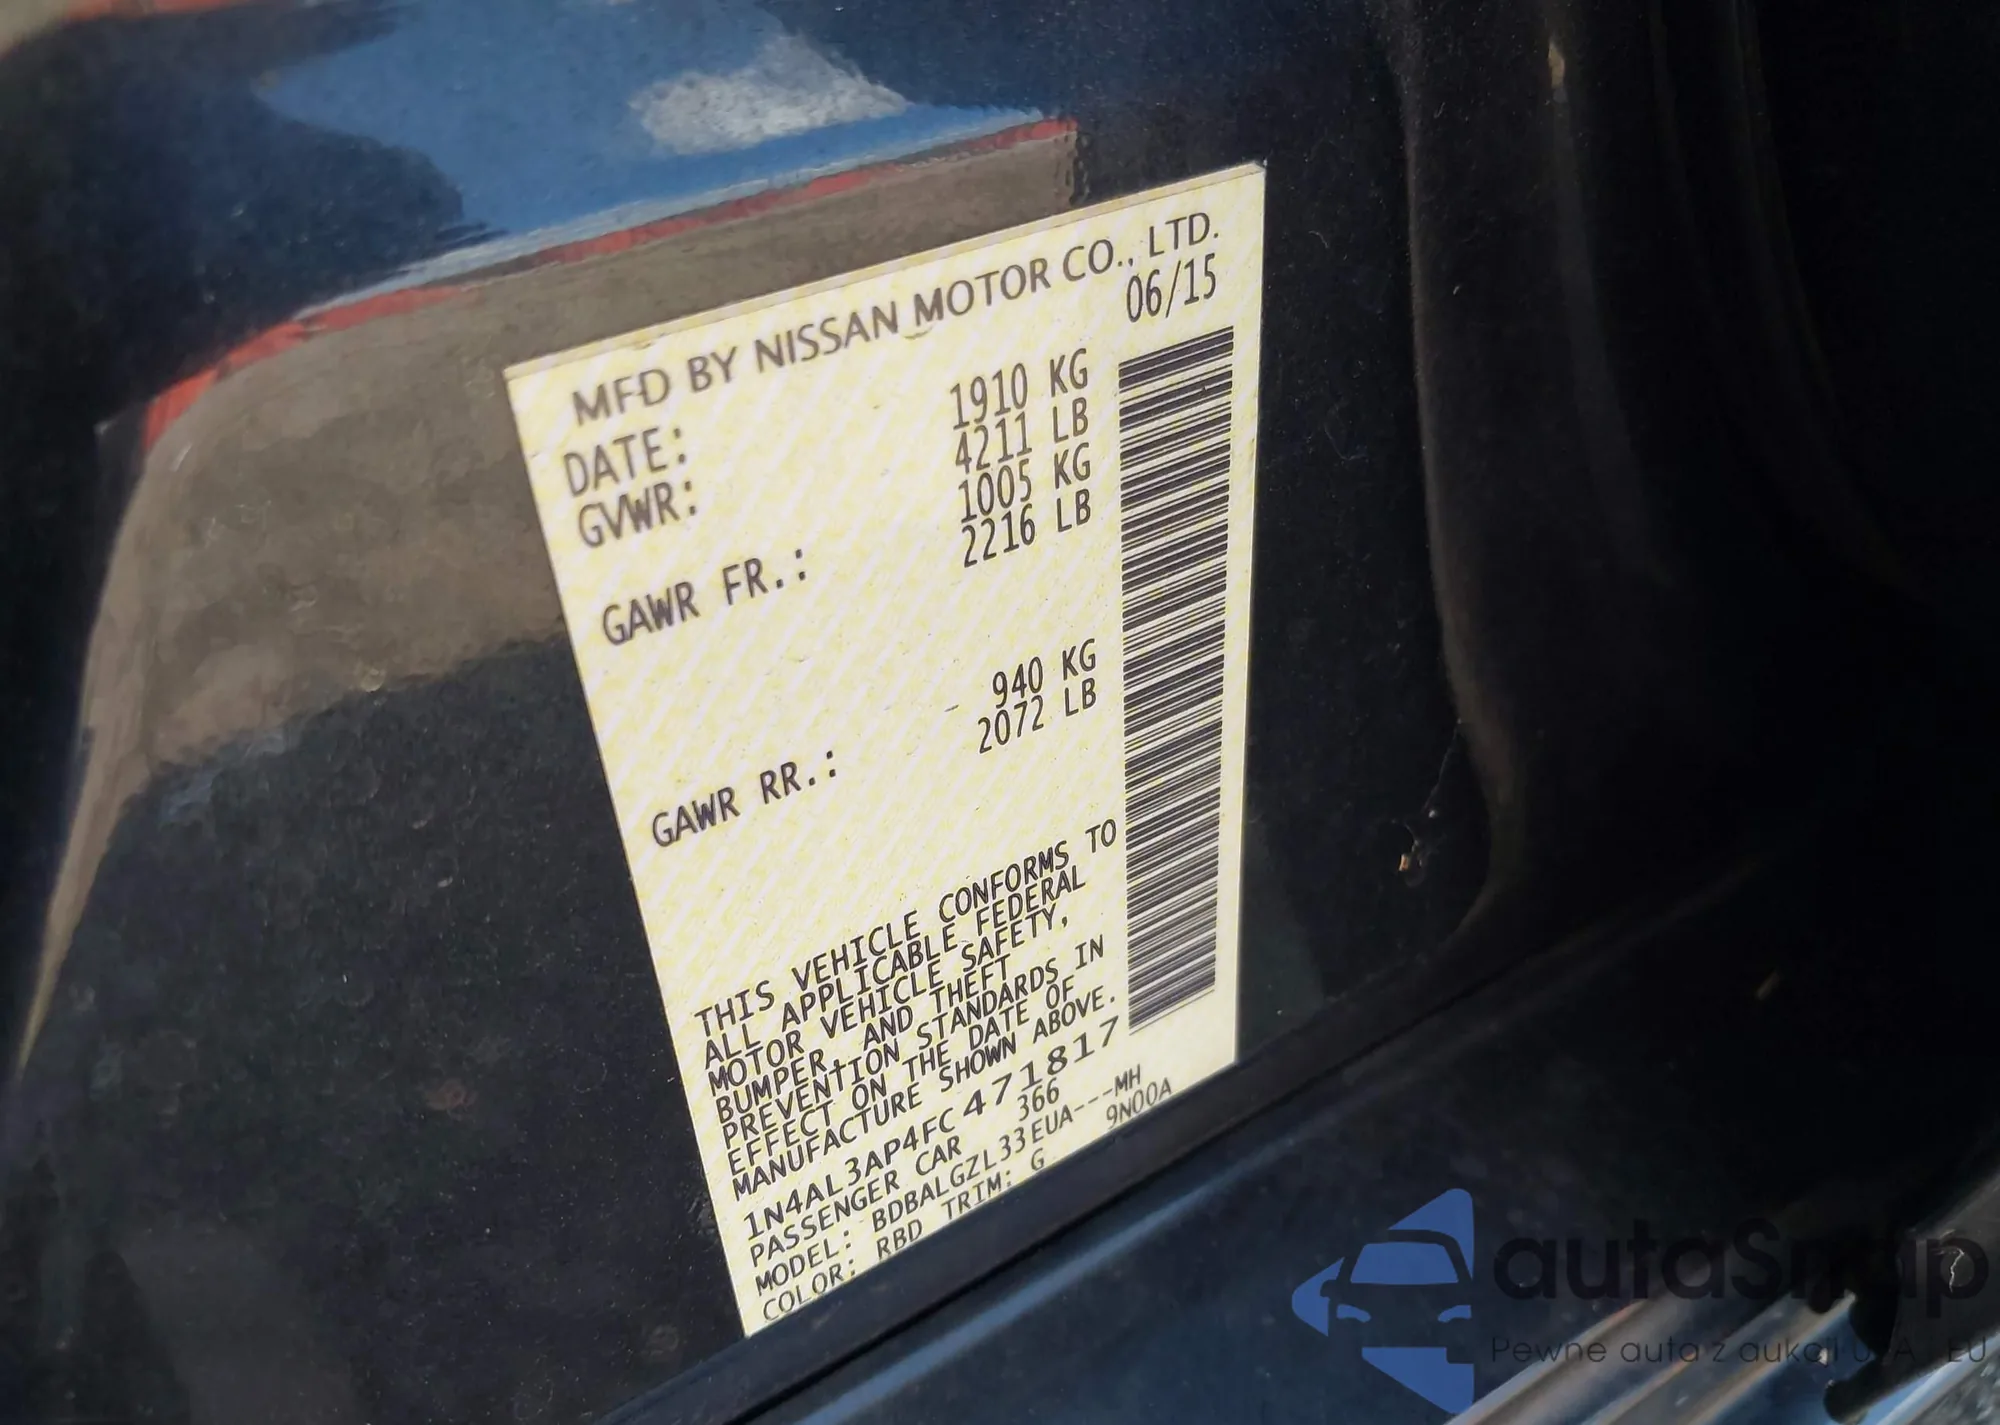 MFD BY NISSAN MOTOR CO., LTD.
DATE: 06/15
GVWR: 1910 KG
4211 LB
GAWR FR.: 1005 KG
2216 LB
GAWR RR.: 940 KG
2072 LB
THIS VEHICLE CONFORMS TO
ALL APPLICABLE FEDERAL
MOTOR VEHICLE SAFETY,
BUMPER, AND THEFT
PREVENTION STANDARDS IN
EFFECT ON THE DATE OF
MANUFACTURE SHOWN ABOVE.
1N4AL3AP4FC471817
PASSENGER CAR 366
MODEL: BDBALGZL33EUA---MH
COLOR: RBD TRIM: G 9N00A
autaSnap
Pewne auta z aukcji USA EU